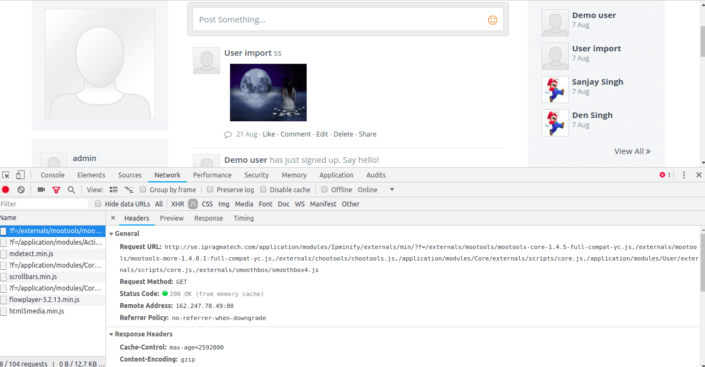 Post Something...
User import ss
21 Aug · Like · Comment · Edit · Delete · Share
Demo user has just signed up. Say hello!
admin
Demo user
7 Aug
User import
7 Aug
Sanjay Singh
7 Aug
Den Singh
7 Aug
View All »
Console Elements Sources Network Performance Security Memory Application Audits 1
View: Group by frame Preserve log Disable cache Offline Online
Filter Hide data URLs All XHR JS CSS Img Media Font Doc WS Manifest Other
Name
?f=/externals/mootools/moo...
?f=/application/modules/Acti...
mdetect.min.js
?f=/application/modules/Cor...
scrollbars.min.js
?f=/application/modules/Cor...
flowplayer-3.2.13.min.js
html5media.min.js
8 / 104 requests | 0 B / 12.7 KB ...
× Headers Preview Response Timing
General
Request URL: http://se.ipragmatech.com/application/modules/Ipminify/externals/min/?f=/externals/mootools/mootools-core-1.4.5-full-compat-yc.js,/externals/mootoo
ls/mootools-more-1.4.0.1-full-compat-yc.js,/externals/chootools/chootools.js,/application/modules/Core/externals/scripts/core.js,/application/modules/User/exter
nals/scripts/core.js,/externals/smoothbox/smoothbox4.js
Request Method: GET
Status Code: 200 OK (from memory cache)
Remote Address: 162.247.78.49:80
Referrer Policy: no-referrer-when-downgrade
Response Headers
Cache-Control: max-age=2592000
Content-Encoding: gzip